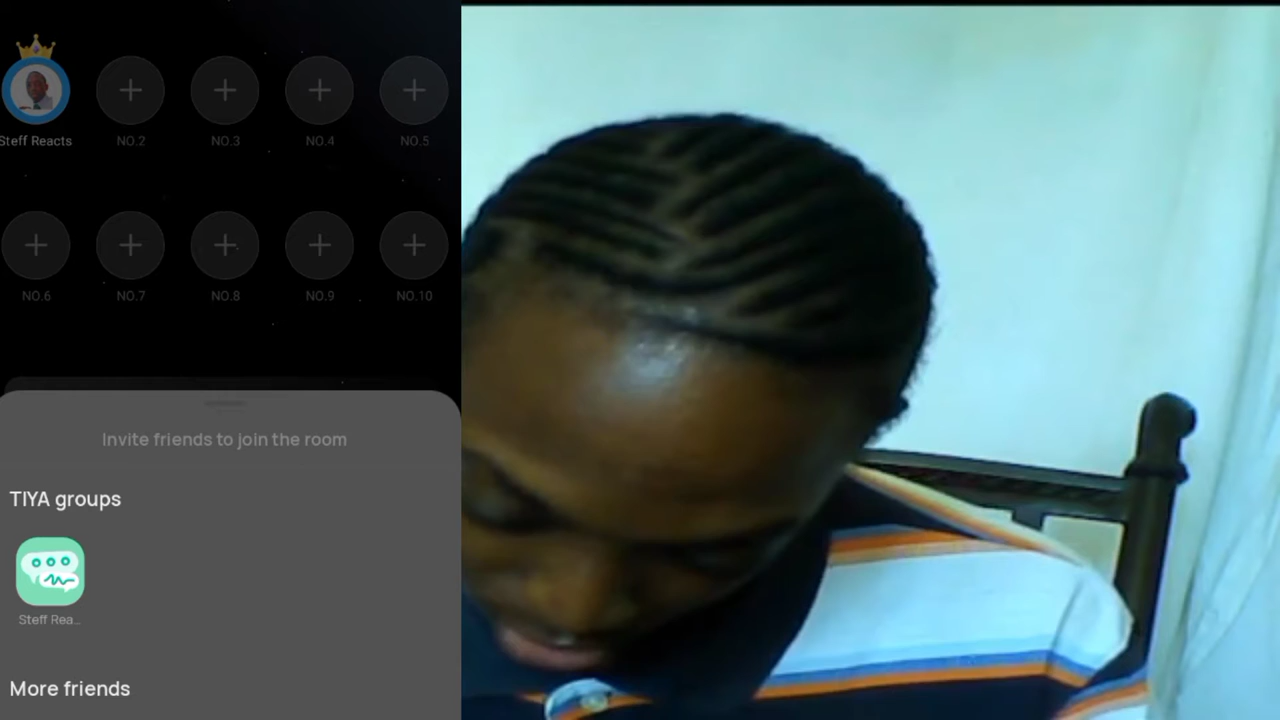 Steff Reacts
NO.2
NO.3
NO.4
NO.5
NO.6
NO.7
NO.8
NO.9
NO.10
Invite friends to join the room
TIYA groups
Steff Rea...
More friends